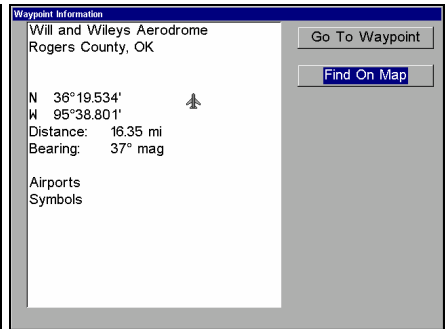 Waypoint Information
Will and Wileys Aerodrome
Rogers County, OK
N 36°19.534'
W 95°38.801'
Distance: 16.35 mi
Bearing: 37° mag
Airports
Symbols
Go To Waypoint
Find On Map